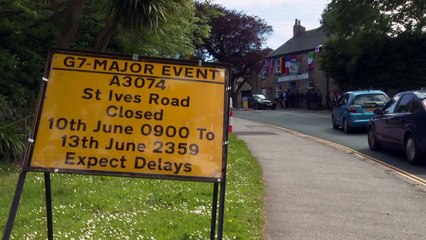 G7-MAJOR EVENT
A3074
St Ives Road
Closed
10th June 0900 To
13th June 2359
Expect Delays